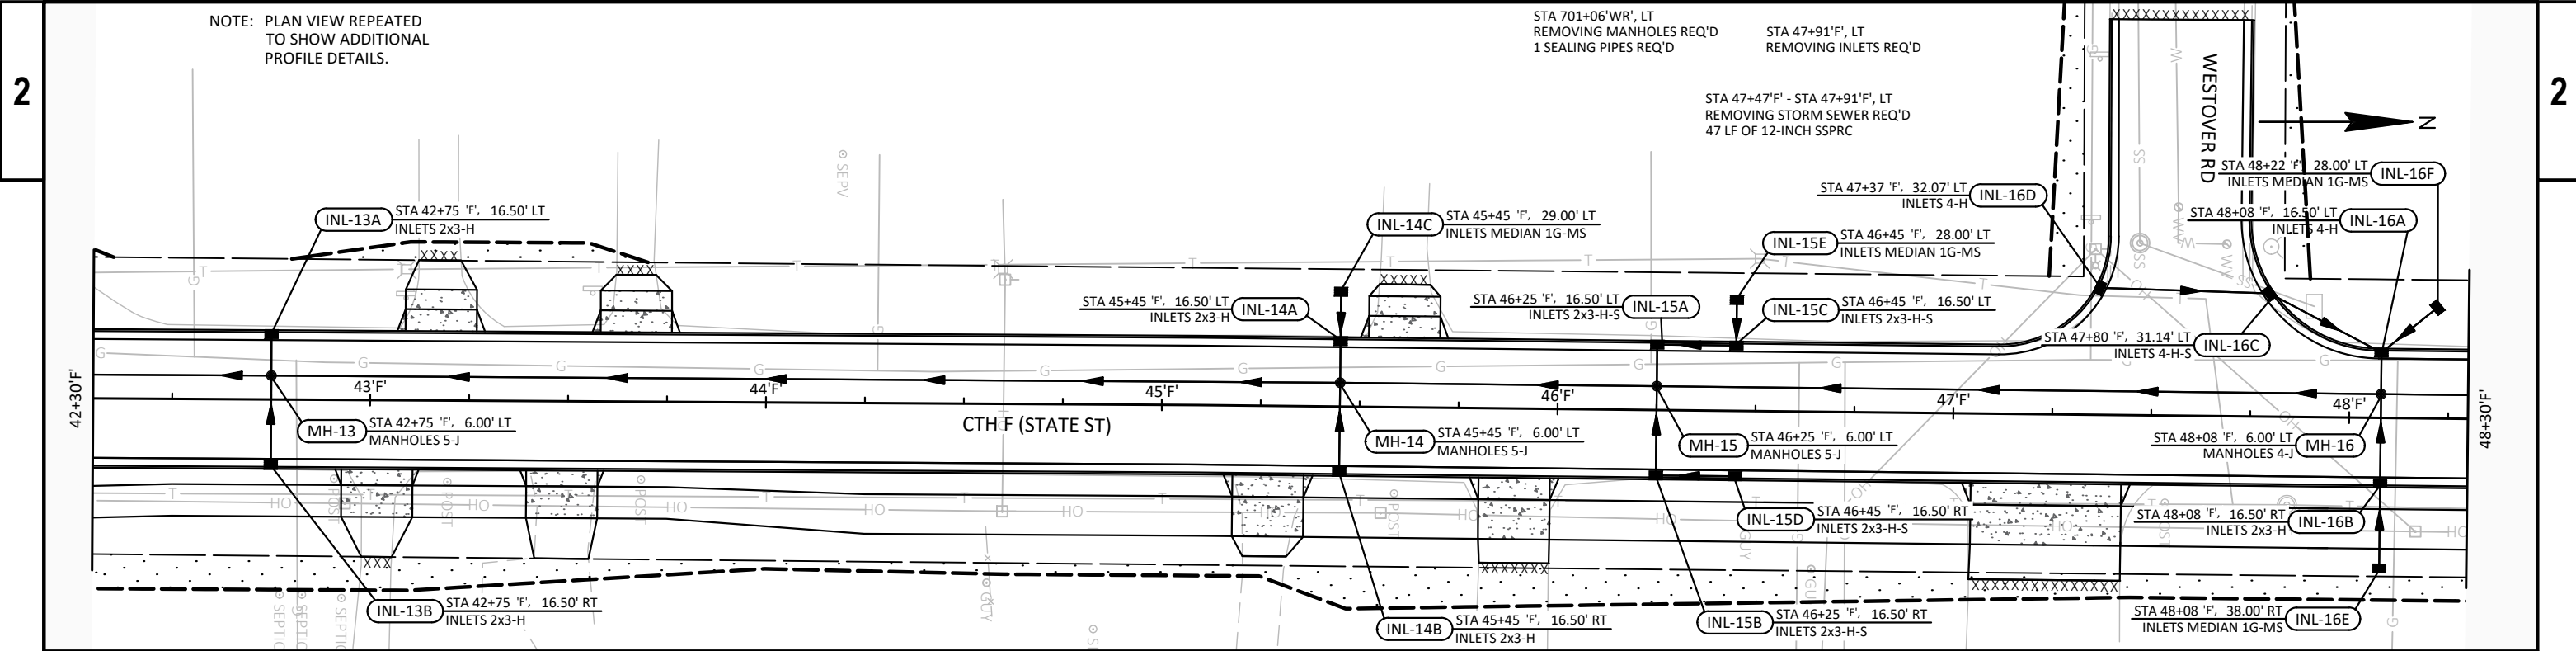 2
NOTE: PLAN VIEW REPEATED
TO SHOW ADDITIONAL
PROFILE DETAILS.
STA 701+06'WR', LT
REMOVING MANHOLES REQ'D
1 SEALING PIPES REQ'D
STA 47+91'F', LT
REMOVING INLETS REQ'D
STA 47+47'F' - STA 47+91'F', LT
REMOVING STORM SEWER REQ'D
47 LF OF 12-INCH SSPRC
WESTOVER RD
N
2
INL-13A STA 42+75 'F', 16.50' LT
INLETS 2x3-H
INL-14C STA 45+45 'F', 29.00' LT
INLETS MEDIAN 1G-MS
STA 45+45 'F', 16.50' LT INL-14A
INLETS 2x3-H
STA 46+25 'F', 16.50' LT INL-15A
INLETS 2x3-H-S
INL-15E STA 46+45 'F', 28.00' LT
INLETS MEDIAN 1G-MS
INL-15C STA 46+45 'F', 16.50' LT
INLETS 2x3-H-S
STA 47+37 'F', 32.07' LT INL-16D
INLETS 4-H
STA 48+22 'F', 28.00' LT INL-16F
INLETS MEDIAN 1G-MS
STA 48+08 'F', 16.50' LT INL-16A
INLETS 4-H
STA 47+80 'F', 31.14' LT INL-16C
INLETS 4-H-S
42+30'F'
43'F'
44'F'
45'F'
46'F'
47'F'
48'F'
48+30'F'
CTH F (STATE ST)
MH-13 STA 42+75 'F', 6.00' LT
MANHOLES 5-J
MH-14 STA 45+45 'F', 6.00' LT
MANHOLES 5-J
MH-15 STA 46+25 'F', 6.00' LT
MANHOLES 5-J
STA 48+08 'F', 6.00' LT MH-16
MANHOLES 4-J
INL-15D STA 46+45 'F', 16.50' RT
INLETS 2x3-H-S
STA 48+08 'F', 16.50' RT INL-16B
INLETS 2x3-H
INL-13B STA 42+75 'F', 16.50' RT
INLETS 2x3-H
INL-14B STA 45+45 'F', 16.50' RT
INLETS 2x3-H
INL-15B STA 46+25 'F', 16.50' RT
INLETS 2x3-H-S
STA 48+08 'F', 38.00' RT INL-16E
INLETS MEDIAN 1G-MS
SEPV
POST
POST
POST
POST
GUY
GUY
SEPTIC
SEPTIC